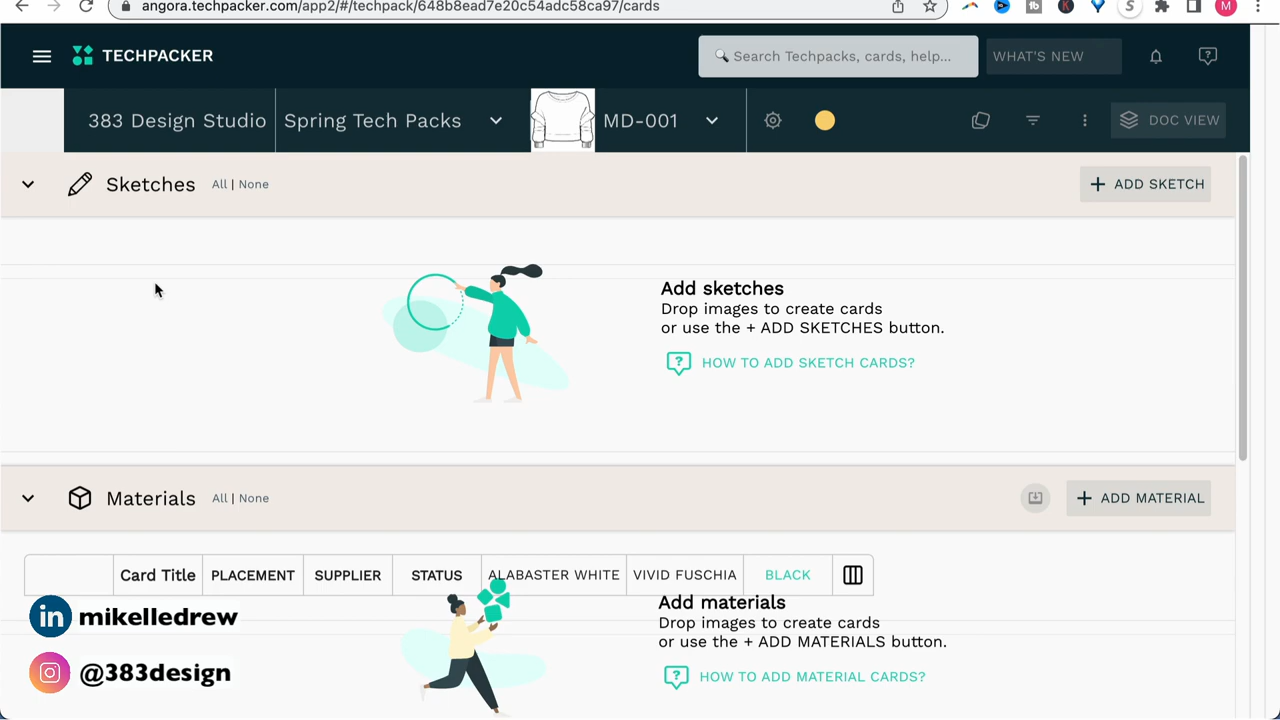 angora.techpacker.com/app2/#/techpack/648b8ead7e20c54adc58ca97/cards
TECHPACKER
Search Techpacks, cards, help...
WHAT'S NEW
383 Design Studio
Spring Tech Packs
MD-001
DOC VIEW
Sketches
All | None
+ ADD SKETCH
Add sketches
Drop images to create cards
or use the + ADD SKETCHES button.
HOW TO ADD SKETCH CARDS?
Materials
All | None
+ ADD MATERIAL
Card Title PLACEMENT SUPPLIER STATUS ALABASTER WHITE VIVID FUSCHIA BLACK
Add materials
Drop images to create cards
or use the + ADD MATERIALS button.
HOW TO ADD MATERIAL CARDS?
in mikelledrew
@383design